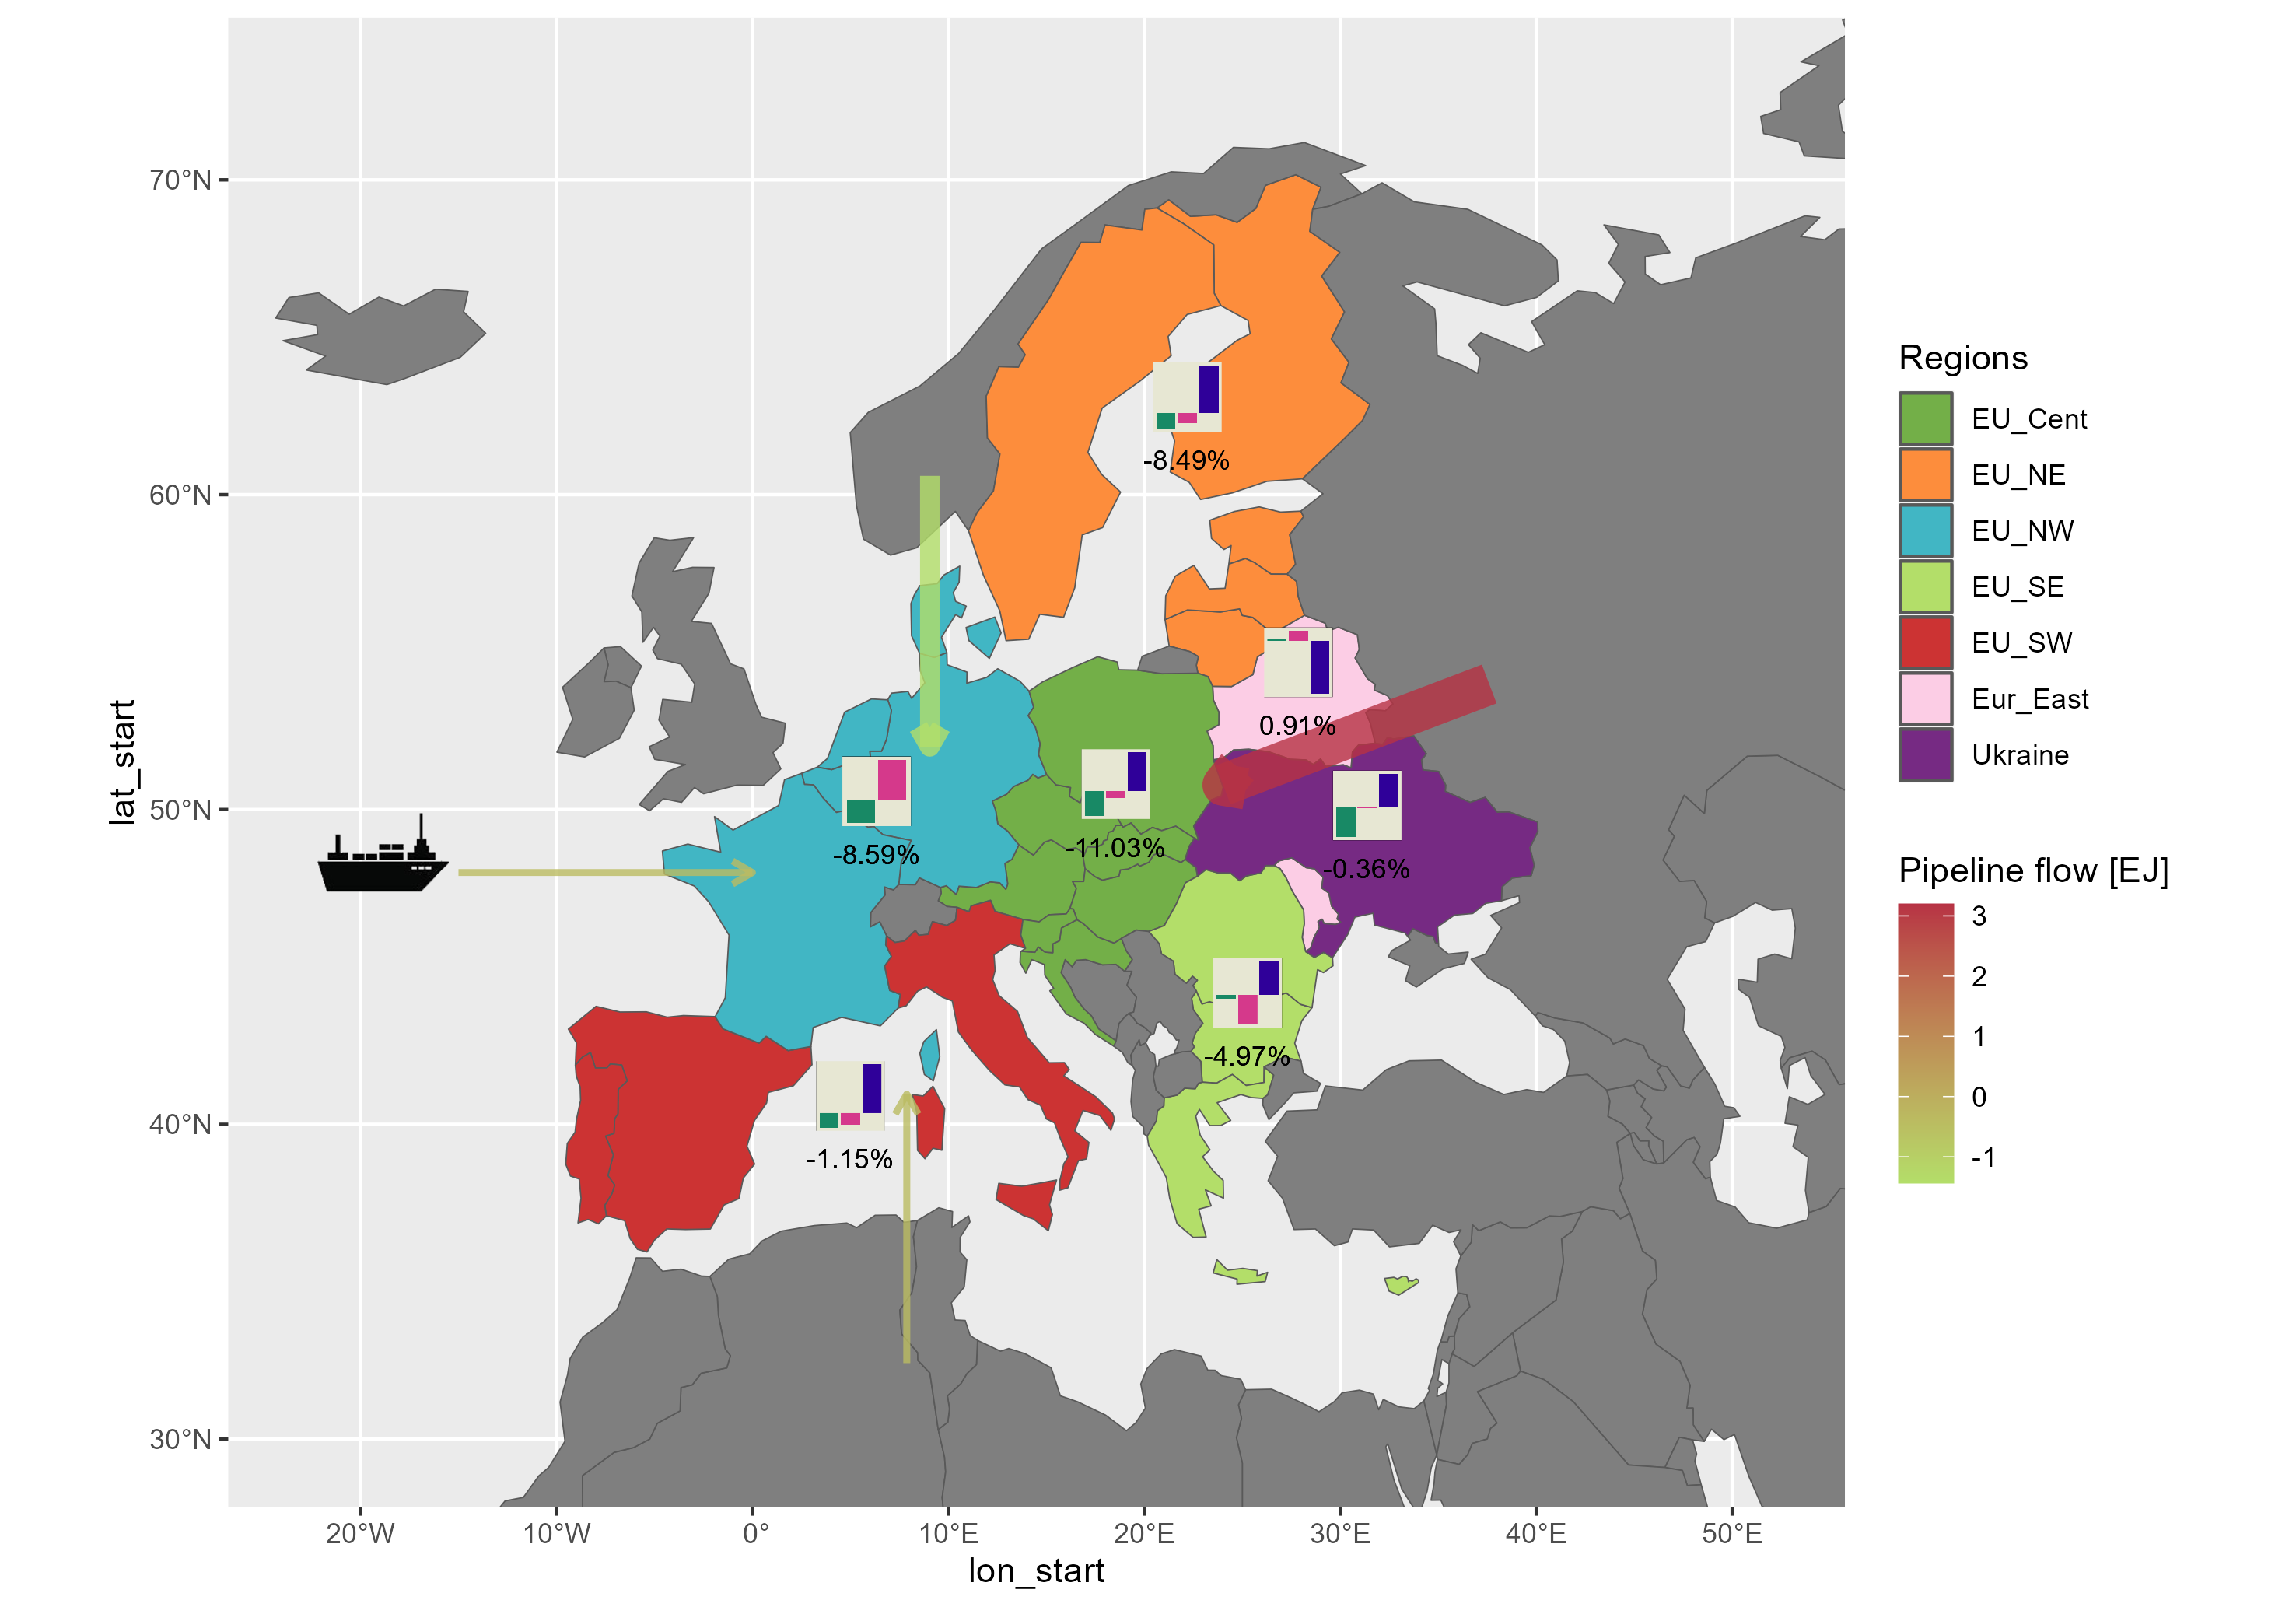 70°N
60°N
50°N
40°N
30°N
lat_start
-8.49%
0.91%
-8.59%
-11.03%
-0.36%
-4.97%
-1.15%
20°W 10°W 0° 10°E 20°E 30°E 40°E 50°E
lon_start
Regions
EU_Cent
EU_NE
EU_NW
EU_SE
EU_SW
Eur_East
Ukraine
Pipeline flow [EJ]
3
2
1
0
-1